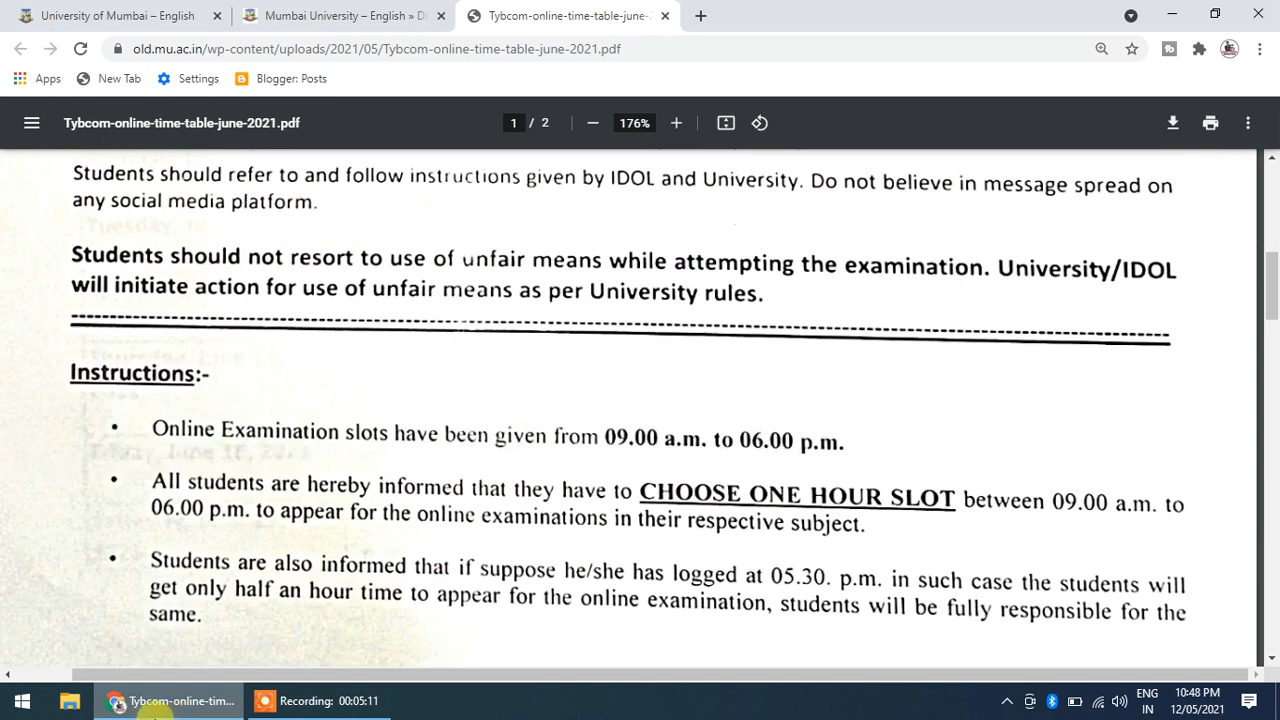 University of Mumbai – English
Mumbai University – English » D
Tybcom-online-time-table-june-
old.mu.ac.in/wp-content/uploads/2021/05/Tybcom-online-time-table-june-2021.pdf
Apps New Tab Settings Blogger: Posts
Tybcom-online-time-table-june-2021.pdf 1 / 2 176%
Students should refer to and follow instructions given by IDOL and University. Do not believe in message spread on
any social media platform.
Students should not resort to use of unfair means while attempting the examination. University/IDOL
will initiate action for use of unfair means as per University rules.
Instructions:-
• Online Examination slots have been given from 09.00 a.m. to 06.00 p.m.
• All students are hereby informed that they have to CHOOSE ONE HOUR SLOT between 09.00 a.m. to
06.00 p.m. to appear for the online examinations in their respective subject.
• Students are also informed that if suppose he/she has logged at 05.30. p.m. in such case the students will
get only half an hour time to appear for the online examination, students will be fully responsible for the
same.
Tybcom-online-tim...
Recording: 00:05:11
ENG
IN
10:48 PM
12/05/2021